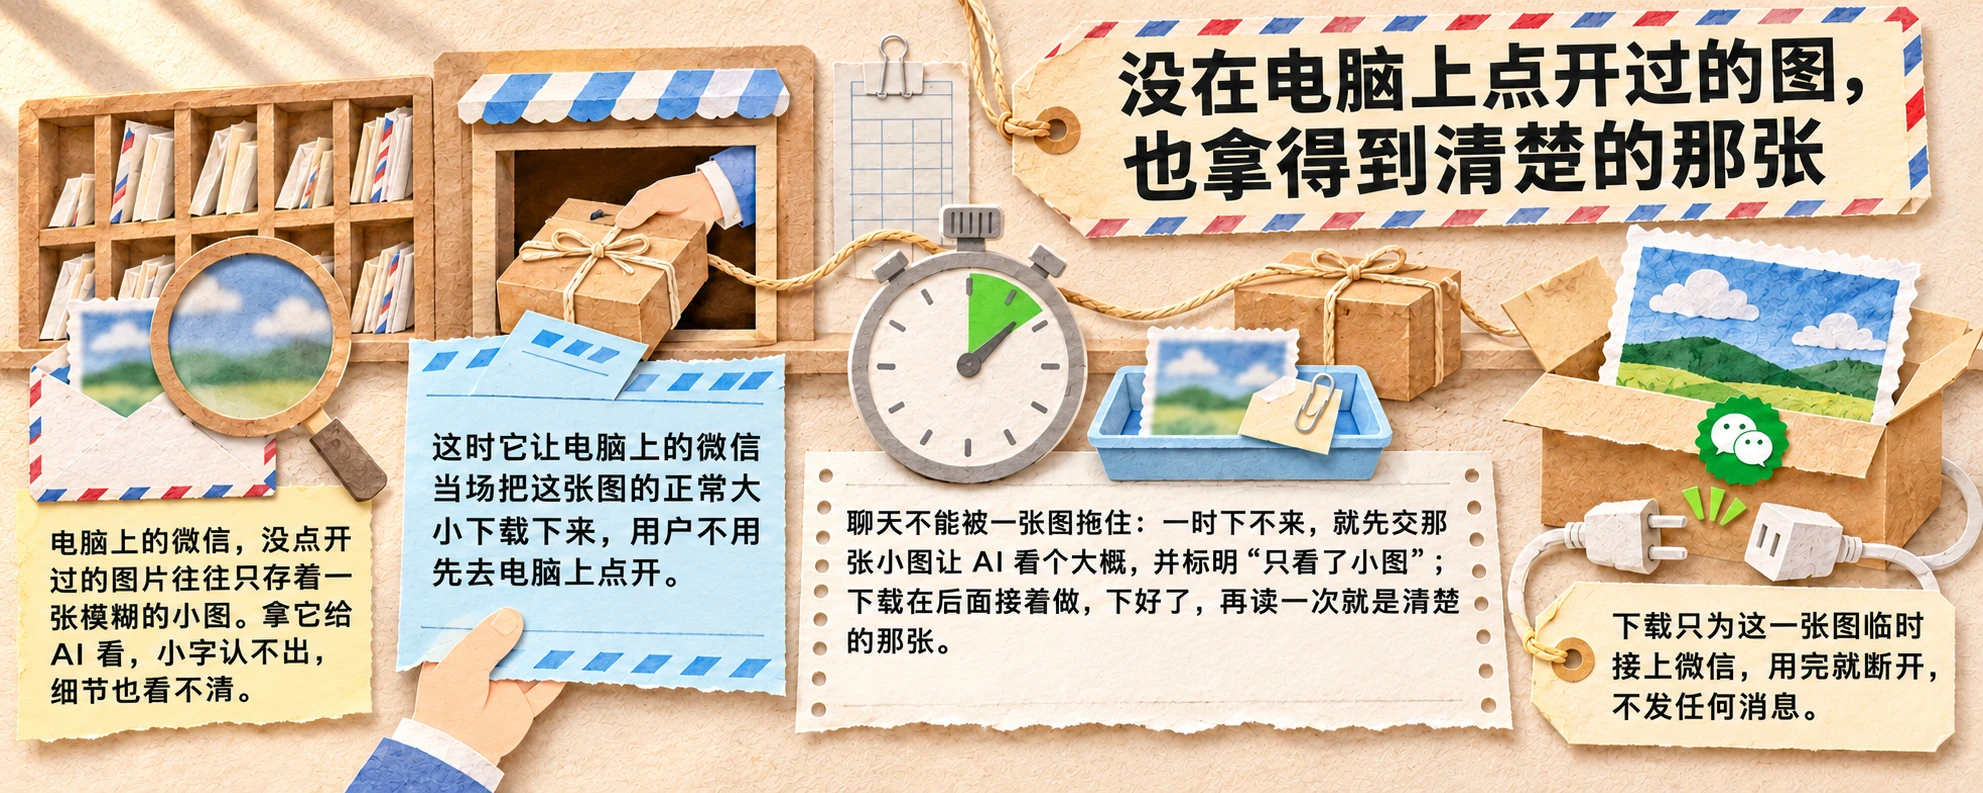 没在电脑上点开过的图，
也拿得到清楚的那张
电脑上的微信，没点开
过的图片往往只存着一
张模糊的小图。拿它给
AI 看，小字认不出，
细节也看不清。
这时它让电脑上的微信
当场把这张图的正常大
小下载下来，用户不用
先去电脑上点开。
聊天不能被一张图拖住：一时下不来，就先交那
张小图让 AI 看个大概，并标明“只看了小图”；
下载在后面接着做，下好了，再读一次就是清楚
的那张。
下载只为这一张图临时
接上微信，用完就断开，
不发任何消息。